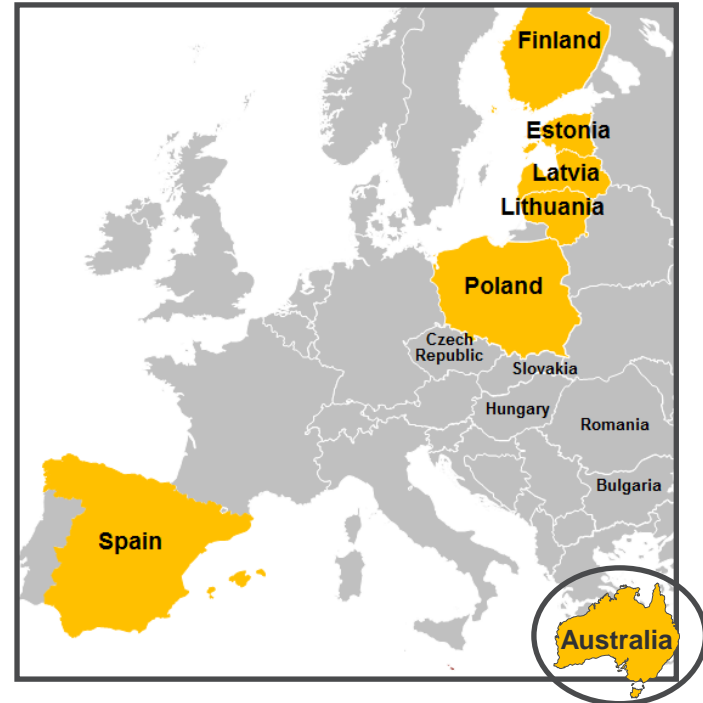 Finland
Estonia
Latvia
Lithuania
Poland
Czech
Republic
Slovakia
Hungary
Romania
Bulgaria
Spain
Australia